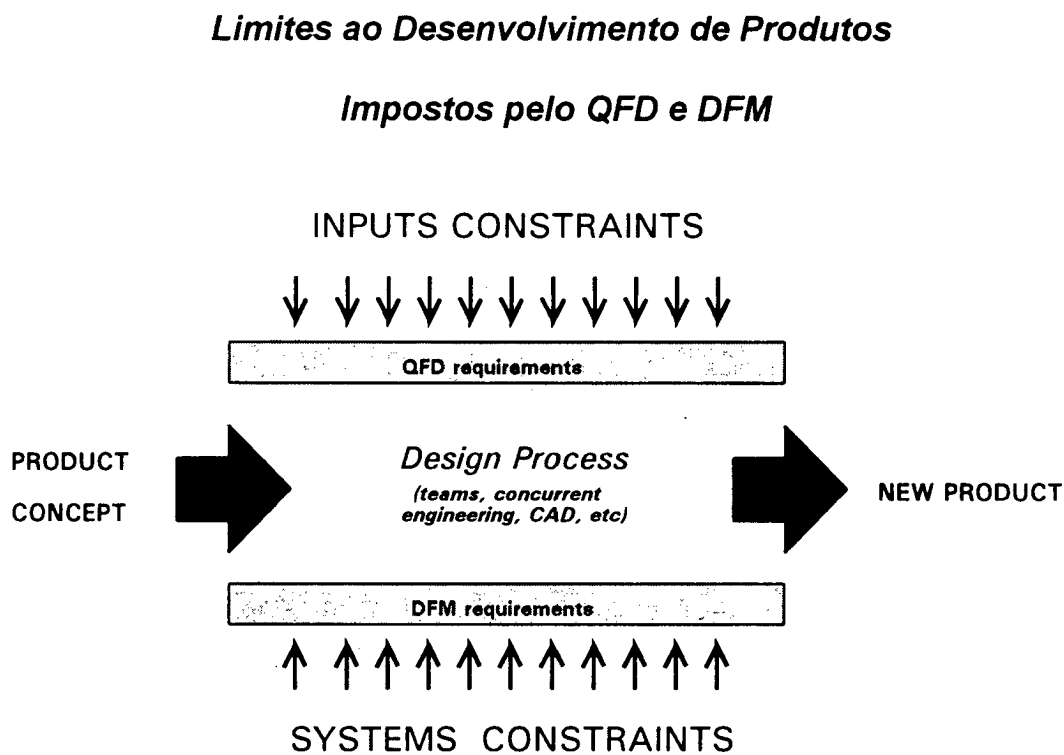 Limites ao Desenvolvimento de Produtos
Impostos pelo QFD e DFM
INPUTS CONSTRAINTS
QFD requirements
PRODUCT
CONCEPT
Design Process
(teams, concurrent
engineering, CAD, etc)
NEW PRODUCT
DFM requirements
SYSTEMS CONSTRAINTS